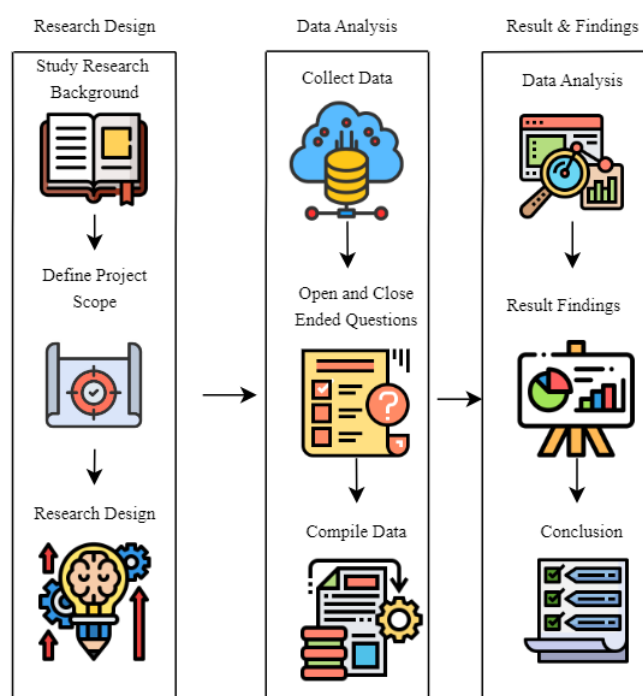 Research Design
Study Research
Background
Define Project
Scope
Research Design
Data Analysis
Collect Data
Open and Close
Ended Questions
?
Compile Data
Result & Findings
Data Analysis
Result Findings
Conclusion